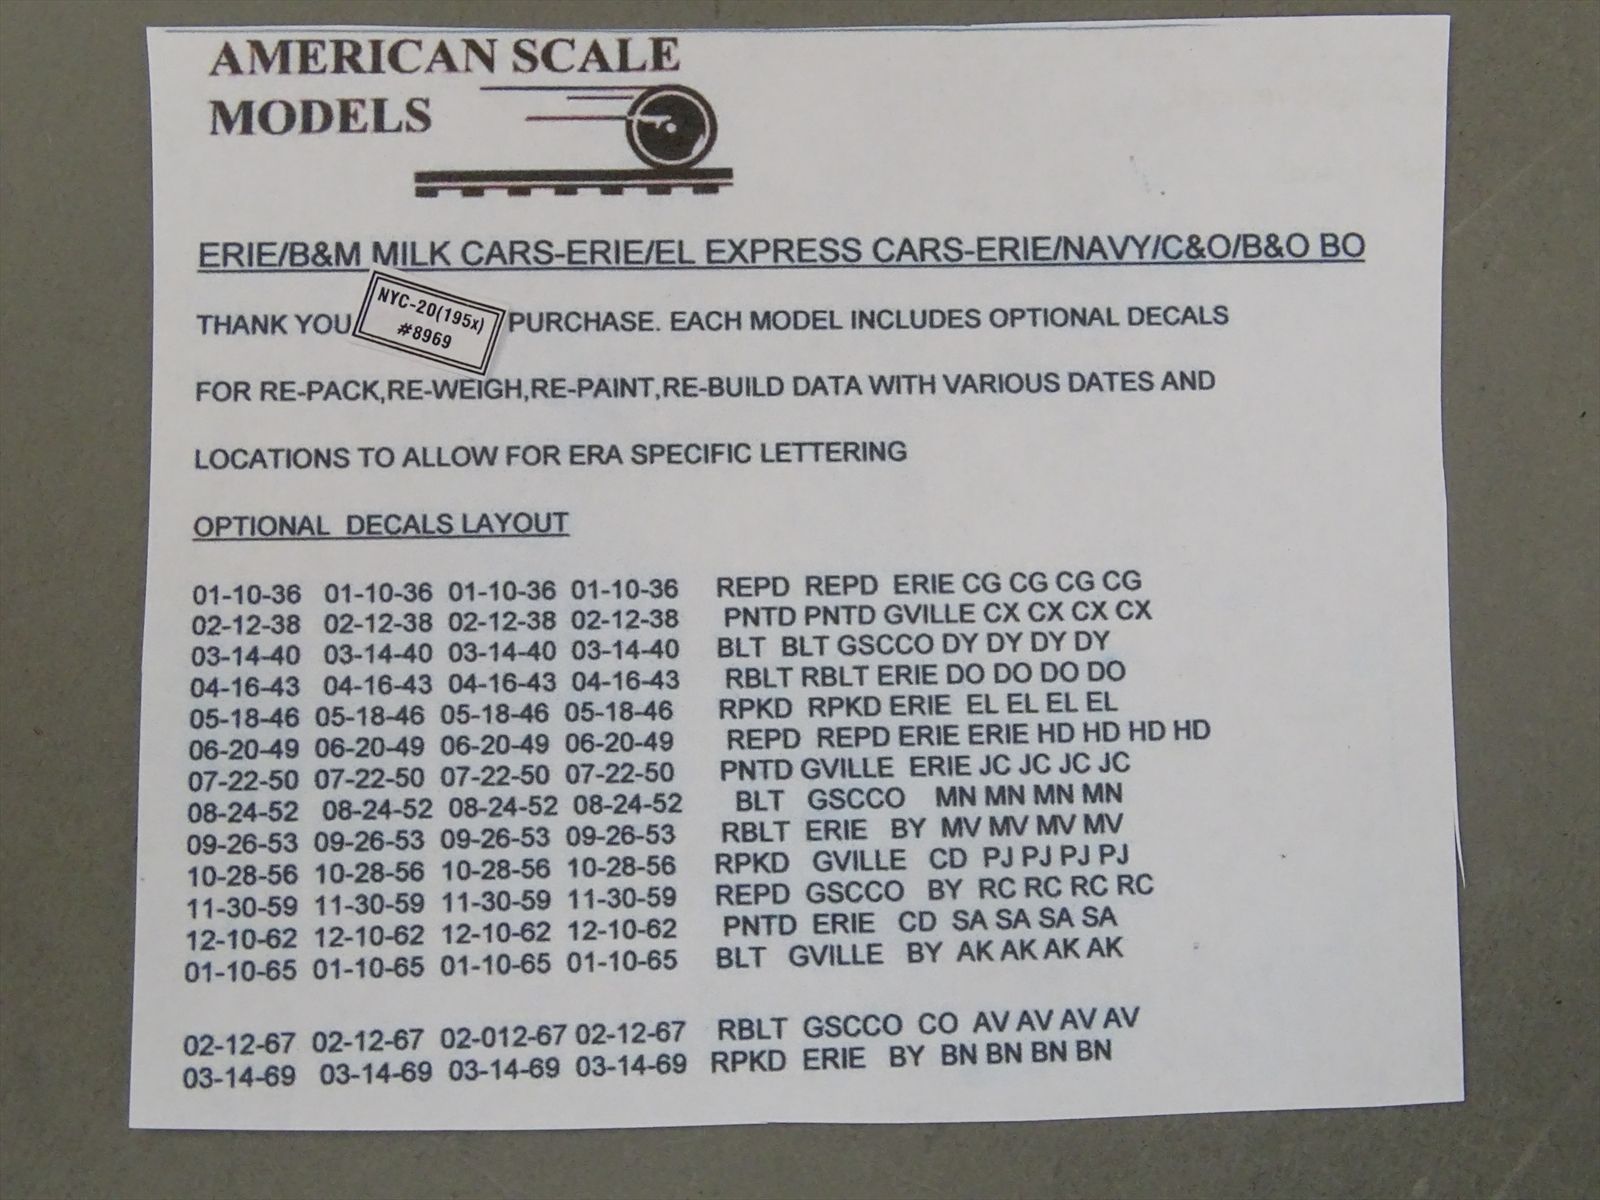 AMERICAN SCALE
MODELS
ERIE/B&M MILK CARS-ERIE/EL EXPRESS CARS-ERIE/NAVY/C&O/B&O BO
THANK YOU PURCHASE. EACH MODEL INCLUDES OPTIONAL DECALS
NYC-20(195x)
#8969
FOR RE-PACK,RE-WEIGH,RE-PAINT,RE-BUILD DATA WITH VARIOUS DATES AND
LOCATIONS TO ALLOW FOR ERA SPECIFIC LETTERING
OPTIONAL DECALS LAYOUT
01-10-36 01-10-36 01-10-36 01-10-36 REPD REPD ERIE CG CG CG CG
02-12-38 02-12-38 02-12-38 02-12-38 PNTD PNTD GVILLE CX CX CX CX
03-14-40 03-14-40 03-14-40 03-14-40 BLT BLT GSCCO DY DY DY DY
04-16-43 04-16-43 04-16-43 04-16-43 RBLT RBLT ERIE DO DO DO DO
05-18-46 05-18-46 05-18-46 05-18-46 RPKD RPKD ERIE EL EL EL EL
06-20-49 06-20-49 06-20-49 06-20-49 REPD REPD ERIE ERIE HD HD HD HD
07-22-50 07-22-50 07-22-50 07-22-50 PNTD GVILLE ERIE JC JC JC JC
08-24-52 08-24-52 08-24-52 08-24-52 BLT GSCCO MN MN MN MN
09-26-53 09-26-53 09-26-53 09-26-53 RBLT ERIE BY MV MV MV MV
10-28-56 10-28-56 10-28-56 10-28-56 RPKD GVILLE CD PJ PJ PJ PJ
11-30-59 11-30-59 11-30-59 11-30-59 REPD GSCCO BY RC RC RC RC
12-10-62 12-10-62 12-10-62 12-10-62 PNTD ERIE CD SA SA SA SA
01-10-65 01-10-65 01-10-65 01-10-65 BLT GVILLE BY AK AK AK AK
02-12-67 02-12-67 02-012-67 02-12-67 RBLT GSCCO CO AV AV AV AV
03-14-69 03-14-69 03-14-69 03-14-69 RPKD ERIE BY BN BN BN BN